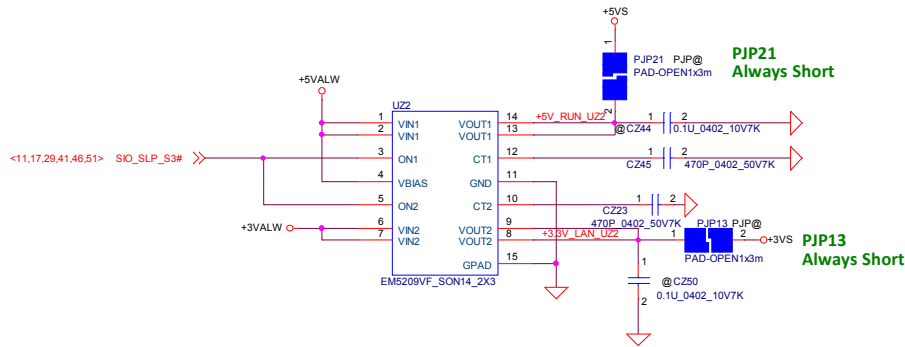 +5VS
1
PJP21 PJP@
PAD-OPEN1x3m
PJP21
Always Short
2
+5VALW
UZ2
1 VIN1 VOUT1 14 +5V_RUN_UZ2
2 VIN1 VOUT1 13
@CZ44 1 2
0.1U_0402_10V7K
<11,17,29,41,46,51> SIO_SLP_S3# 3 ON1 CT1 12
CZ45 1 2
470P_0402_50V7K
4 VBIAS GND 11
5 ON2 CT2 10
CZ23 1 2
470P_0402_50V7K
+3VALW 6 VIN2 VOUT2 9
7 VIN2 VOUT2 8 +3.3V_LAN_UZ2
PJP13 PJP@
1 2 +3VS
PAD-OPEN1x3m
PJP13
Always Short
GPAD 15
EM5209VF_SON14_2X3
1
@CZ50
0.1U_0402_10V7K
2